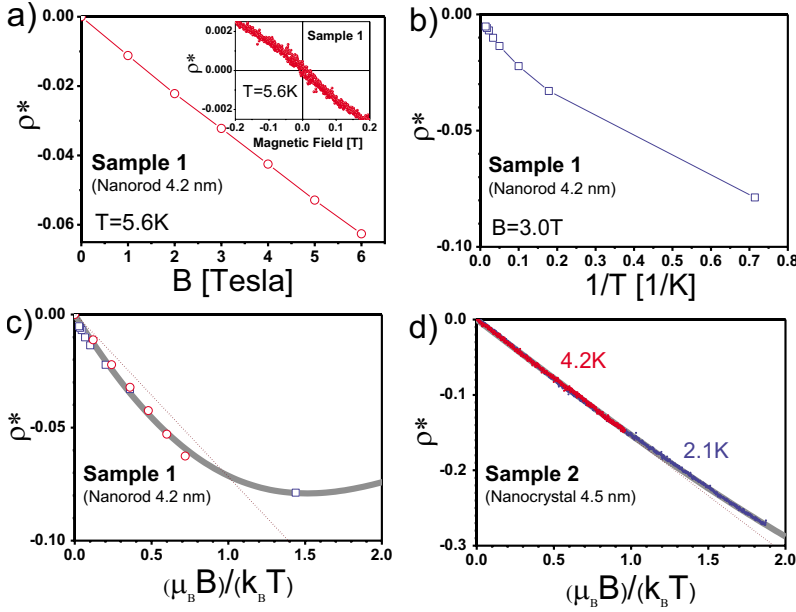 a)
0.00
-0.02
-0.04
-0.06
ρ*
0 1 2 3 4 5 6
B [Tesla]
Sample 1
(Nanorod 4.2 nm)
T=5.6K
0.002
0.000
-0.002
ρ*
Sample 1
T=5.6K
-0.2 -0.1 0.0 0.1 0.2
Magnetic Field [T]
b)
0.00
-0.05
-0.10
ρ*
Sample 1
(Nanorod 4.2 nm)
B=3.0T
0.0 0.1 0.2 0.3 0.4 0.5 0.6 0.7 0.8
1/T [1/K]
c)
0.00
-0.05
-0.10
ρ*
Sample 1
(Nanorod 4.2 nm)
0.0 0.5 1.0 1.5 2.0
(μBB)/(kBT)
d)
0.0
-0.1
-0.2
-0.3
ρ*
4.2K
2.1K
Sample 2
(Nanocrystal 4.5 nm)
0.0 0.5 1.0 1.5 2.0
(μBB)/(kBT)